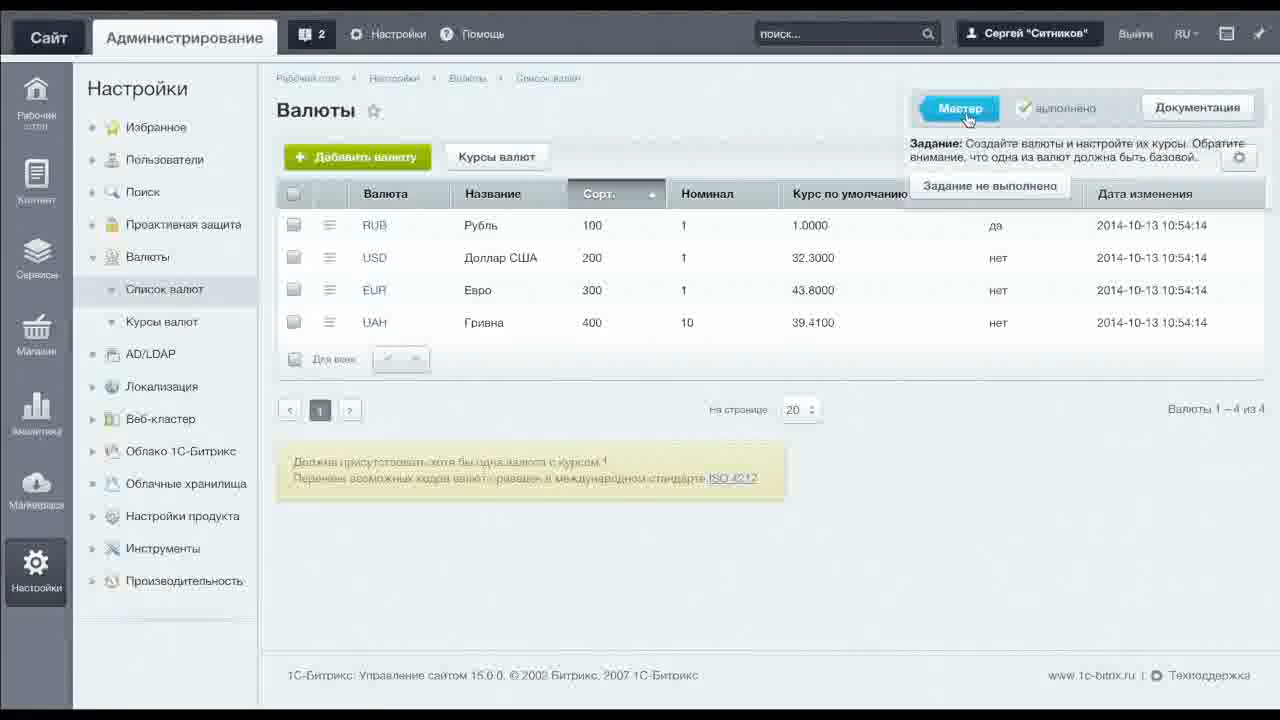 Сайт
Администрирование
2
Настройки
Помощь
поиск...
Сергей "Ситников"
Выйти
RU
Рабочий стол
Настройки
Валюты
Список валют
Рабочий стол
Контент
Сервисы
Магазин
Аналитика
Marketplace
Настройки
Настройки
Избранное
Пользователи
Поиск
Проактивная защита
Валюты
Список валют
Курсы валют
AD/LDAP
Локализация
Веб-кластер
Облако 1С-Битрикс
Облачные хранилища
Настройки продукта
Инструменты
Производительность
Валюты
Мастер
выполнено
Документация
Задание: Создайте валюты и настройте их курсы. Обратите
внимание, что одна из валют должна быть базовой.
Задание не выполнено
+ Добавить валюту
Курсы валют
Валюта Название Сорт. Номинал Курс по умолчанию Дата изменения
RUB Рубль 100 1 1.0000 да 2014-10-13 10:54:14
USD Доллар США 200 1 32.3000 нет 2014-10-13 10:54:14
EUR Евро 300 1 43.8000 нет 2014-10-13 10:54:14
UAH Гривна 400 10 39.4100 нет 2014-10-13 10:54:14
Для всех
1
На странице: 20
Валюты 1 – 4 из 4
Должна присутствовать хотя бы одна валюта с курсом 1
Перечень возможных кодов валют приведен в международном стандарте ISO 4217
1С-Битрикс: Управление сайтом 15.0.0. © 2002 Битрикс, 2007 1С-Битрикс
www.1c-bitrix.ru | Техподдержка